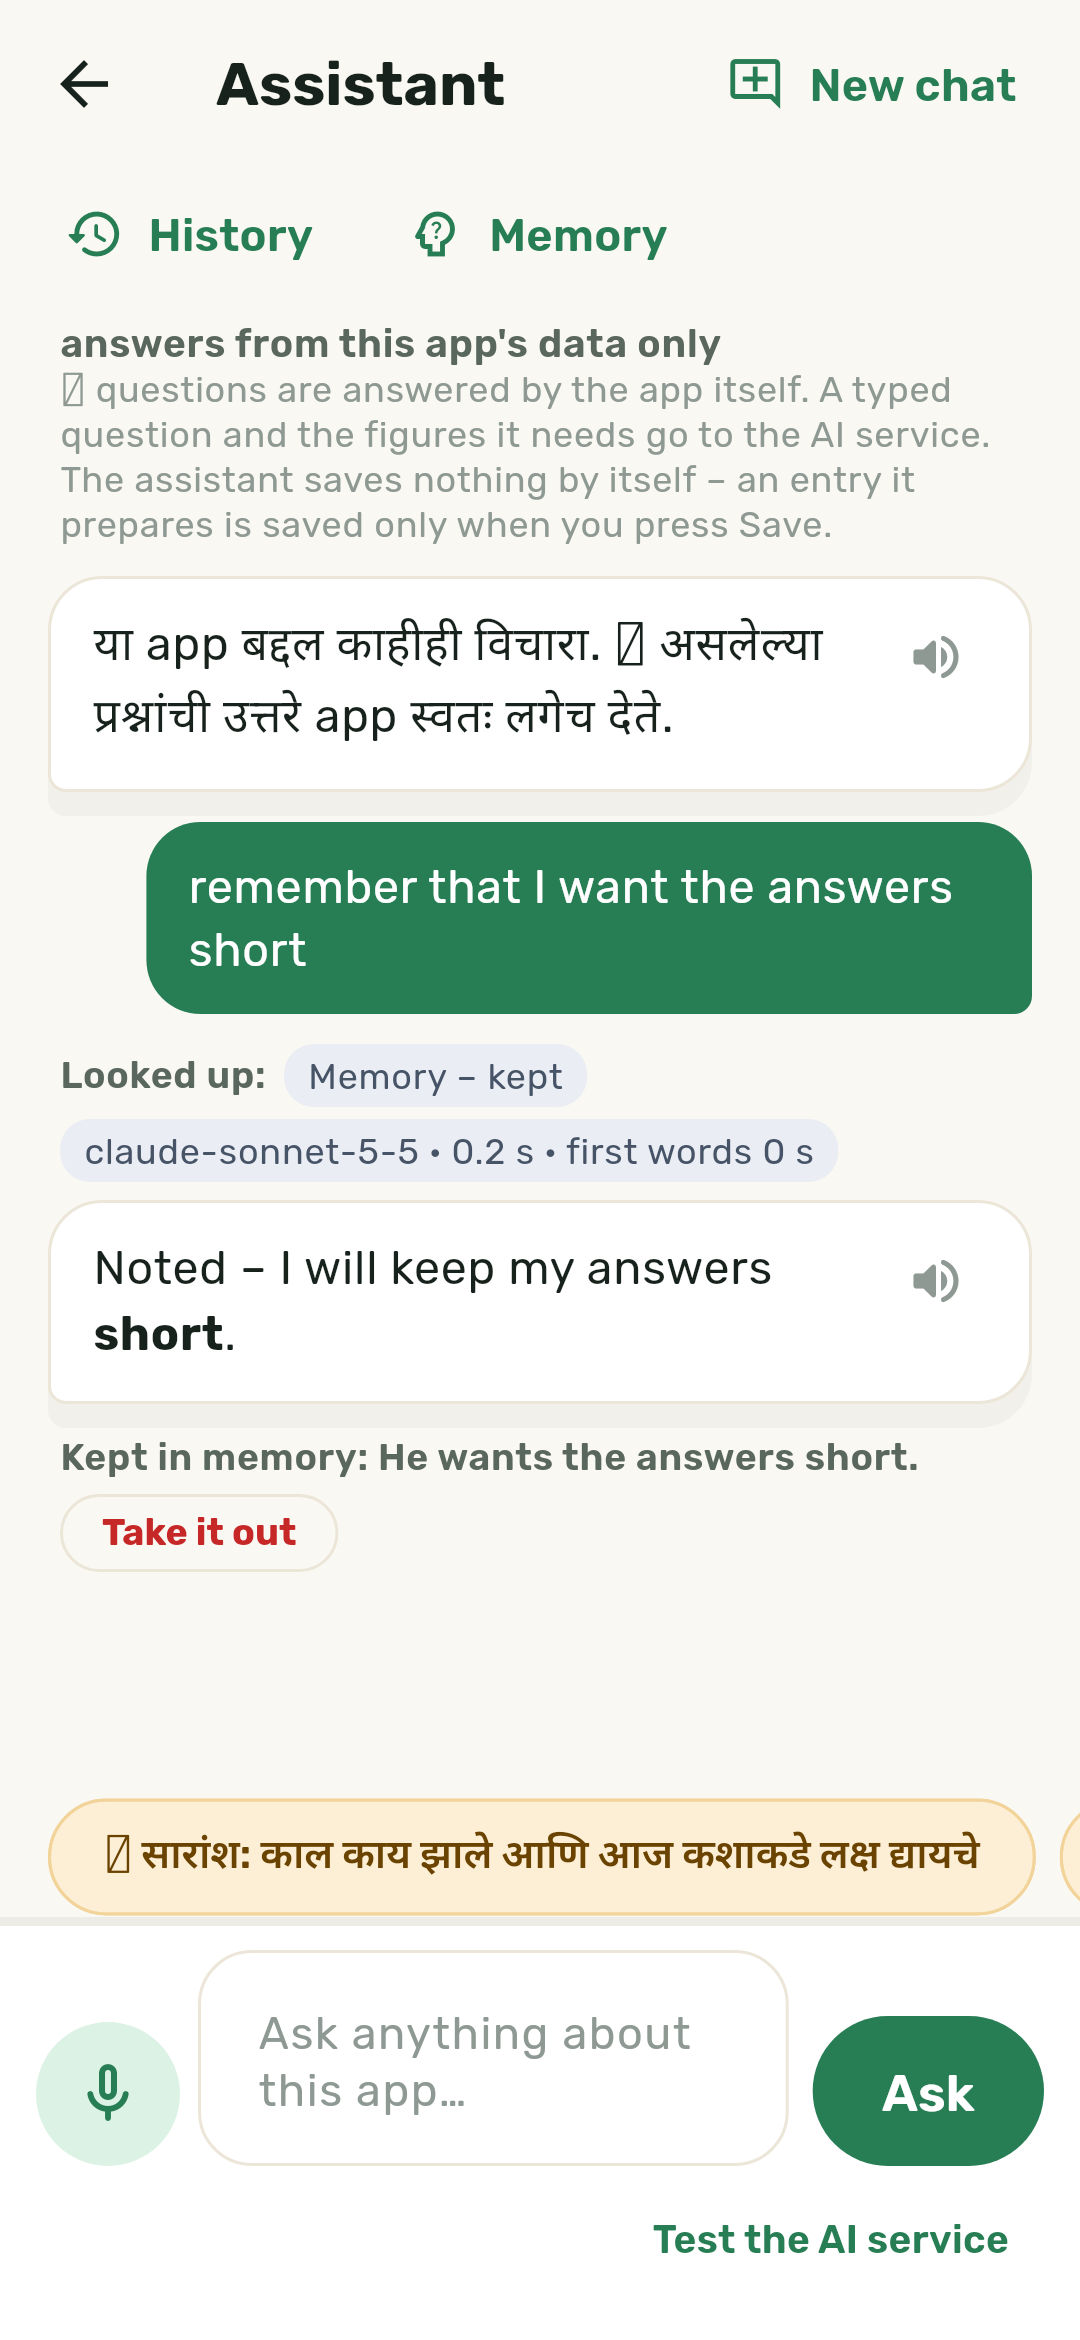 Assistant
New chat
History
Memory
answers from this app's data only
questions are answered by the app itself. A typed
question and the figures it needs go to the AI service.
The assistant saves nothing by itself – an entry it
prepares is saved only when you press Save.
या app बद्दल काहीही विचारा. असलेल्या
प्रश्नांची उत्तरे app स्वतः लगेच देते.
remember that I want the answers
short
Looked up: Memory – kept
claude-sonnet-5-5 • 0.2 s • first words 0 s
Noted – I will keep my answers
short.
Kept in memory: He wants the answers short.
Take it out
सारांश: काल काय झाले आणि आज कशाकडे लक्ष द्यायचे
Ask anything about
this app…
Ask
Test the AI service